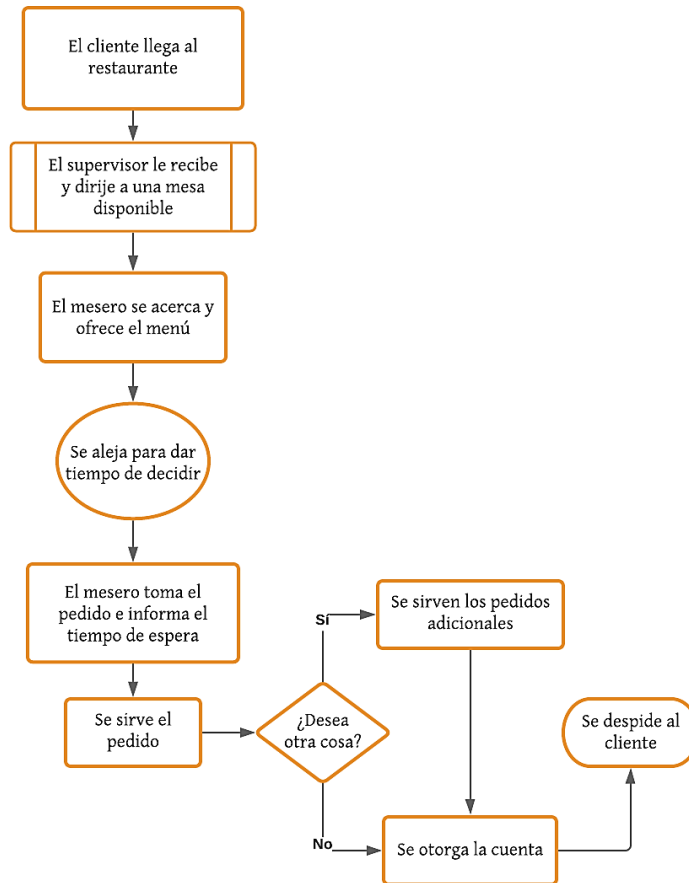 El cliente llega al
restaurante
El supervisor le recibe
y dirije a una mesa
disponible
El mesero se acerca y
ofrece el menú
Se aleja para dar
tiempo de decidir
El mesero toma el
pedido e informa el
tiempo de espera
Se sirve el
pedido
¿Desea
otra cosa?
Sí
Se sirven los pedidos
adicionales
No
Se otorga la cuenta
Se despide al
cliente